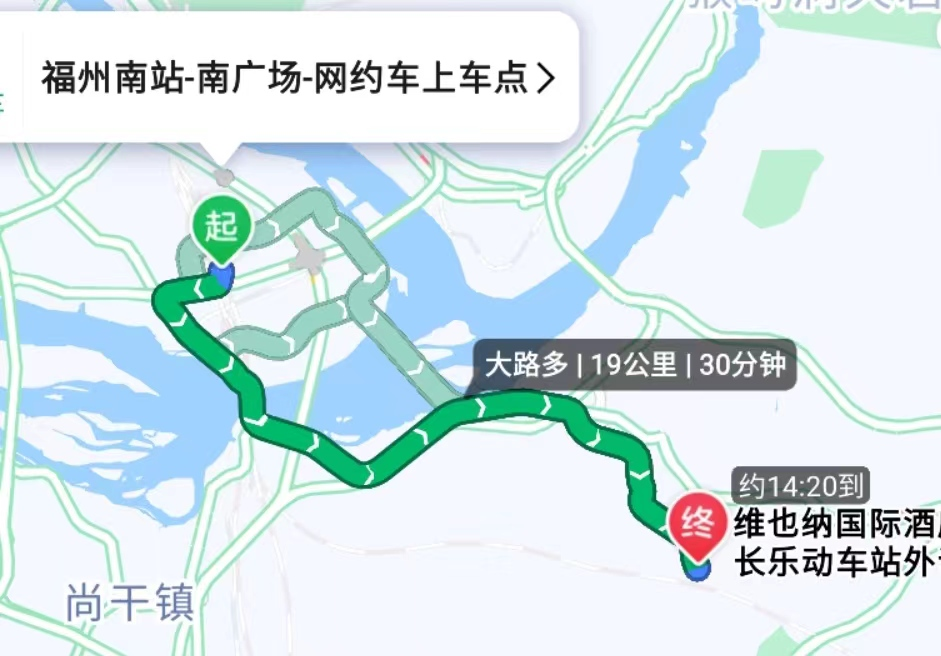 福州南站-南广场-网约车上车点
起
大路多 | 19公里 | 30分钟
约14:20到
终
维也纳国际酒
长乐动车站外
尚干镇